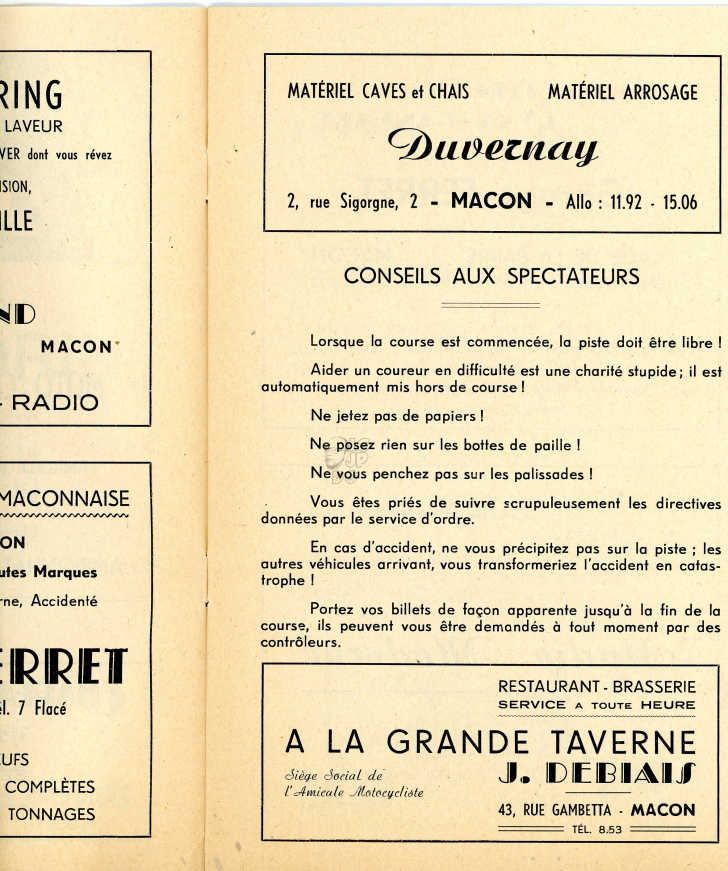 RING
LAVEUR
VER dont vous rêvez
ISION,
ILLE
ND
MACON
- RADIO
MACONNAISE
ON
utes Marques
rne, Accidenté
ERRET
él. 7 Flacé
EUFS
COMPLÈTES
TONNAGES
MATÉRIEL CAVES et CHAIS MATÉRIEL ARROSAGE
Duvernay
2, rue Sigorgne, 2 - MACON - Allo : 11.92 - 15.06
CONSEILS AUX SPECTATEURS
Lorsque la course est commencée, la piste doit être libre !
Aider un coureur en difficulté est une charité stupide ; il est
automatiquement mis hors de course !
Ne jetez pas de papiers !
Ne posez rien sur les bottes de paille !
Ne vous penchez pas sur les palissades !
Vous êtes priés de suivre scrupuleusement les directives
données par le service d'ordre.
En cas d'accident, ne vous précipitez pas sur la piste ; les
autres véhicules arrivant, vous transformeriez l'accident en catas-
trophe !
Portez vos billets de façon apparente jusqu'à la fin de la
course, ils peuvent vous être demandés à tout moment par des
contrôleurs.
RESTAURANT - BRASSERIE
SERVICE A TOUTE HEURE
A LA GRANDE TAVERNE
Siège Social de
l'Amicale Motocycliste
J. DEBIAIS
43, RUE GAMBETTA - MACON
TÉL. 8.53